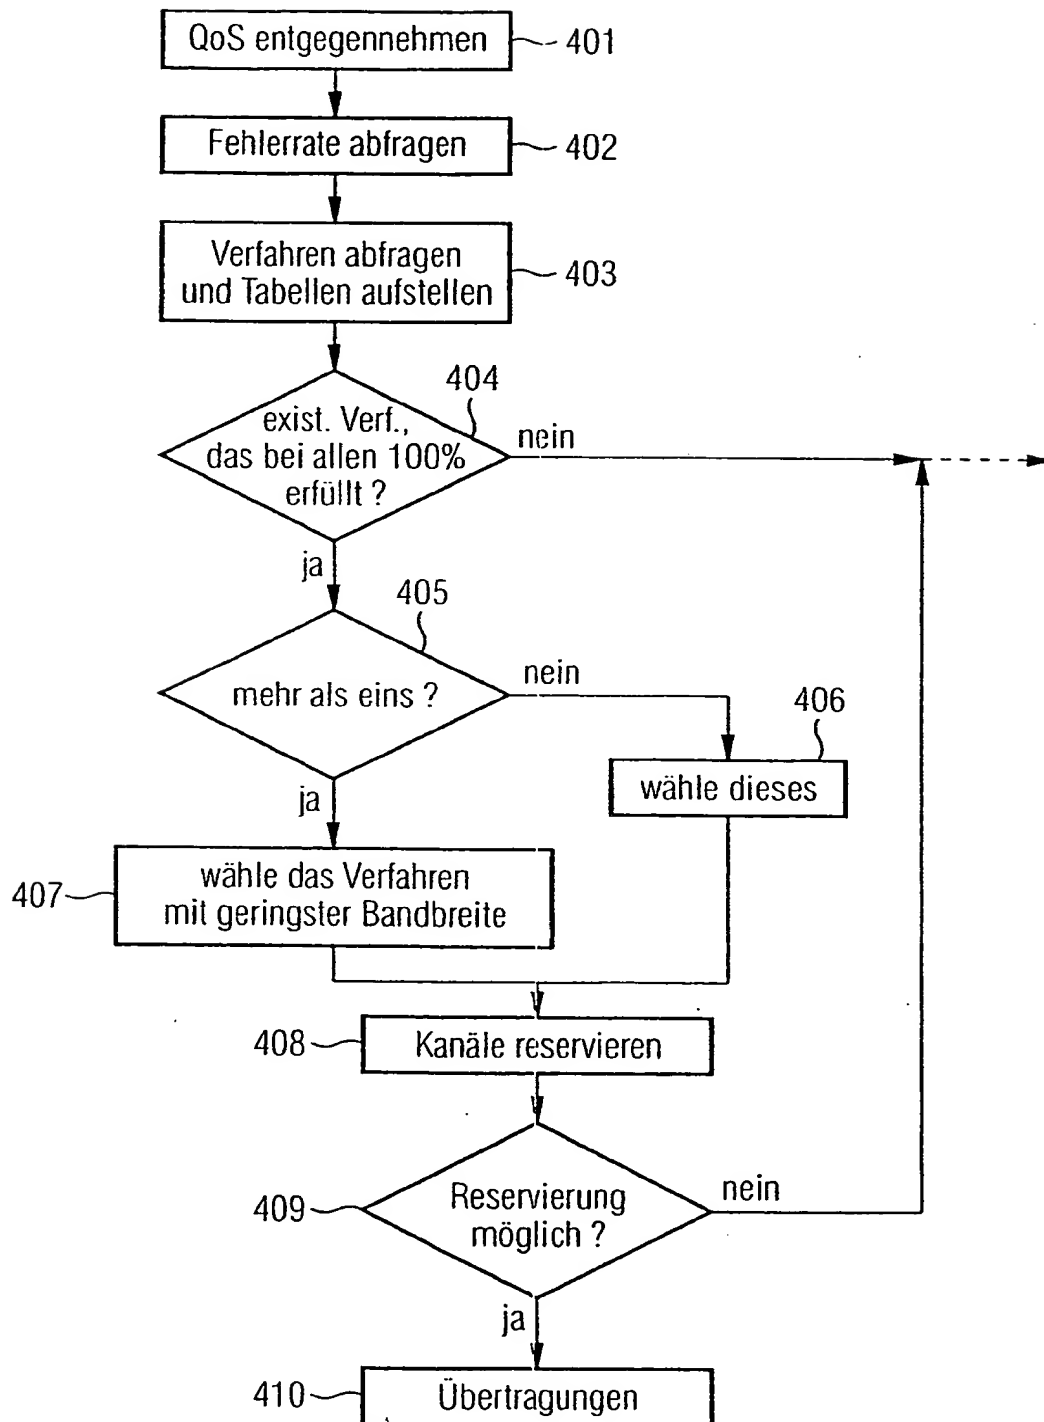 QoS entgegennehmen
401
Fehlerrate abfragen
402
Verfahren abfragen
und Tabellen aufstellen
403
404
exist. Verf.,
das bei allen 100%
erfüllt ?
nein
ja
405
mehr als eins ?
nein
406
wähle dieses
ja
407
wähle das Verfahren
mit geringster Bandbreite
408
Kanäle reservieren
409
Reservierung
möglich ?
nein
ja
410
Übertragungen